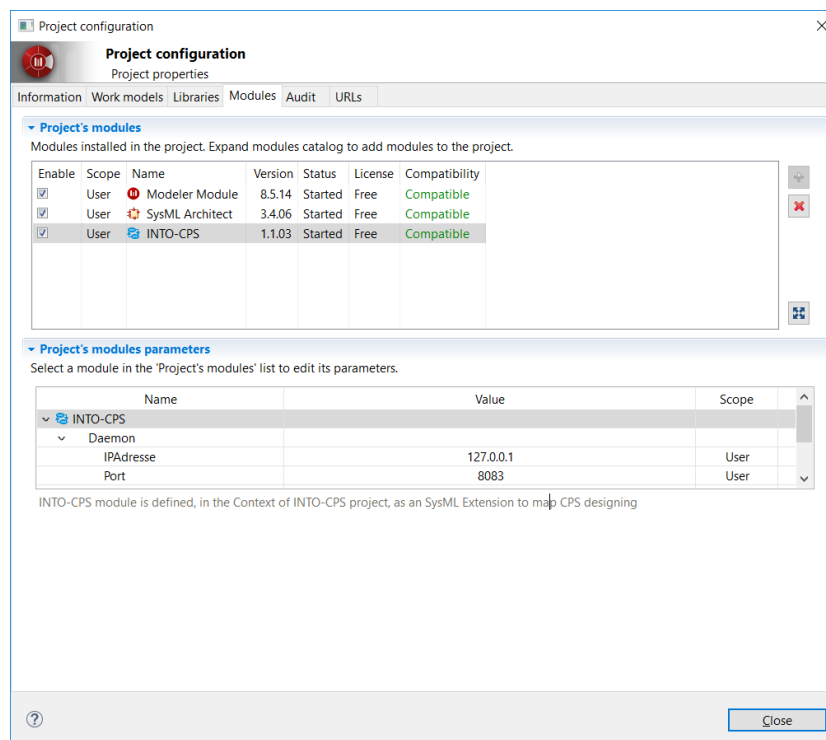 Project configuration
Project configuration
Project properties
Information Work models Libraries Modules Audit URLs
Project's modules
Modules installed in the project. Expand modules catalog to add modules to the project.
Enable Scope Name Version Status License Compatibility
User Modeler Module 8.5.14 Started Free Compatible
User SysML Architect 3.4.06 Started Free Compatible
User INTO-CPS 1.1.03 Started Free Compatible
Project's modules parameters
Select a module in the 'Project's modules' list to edit its parameters.
Name Value Scope
INTO-CPS
Daemon
IPAdresse 127.0.0.1 User
Port 8083 User
INTO-CPS module is defined, in the Context of INTO-CPS project, as an SysML Extension to map CPS designing
Close